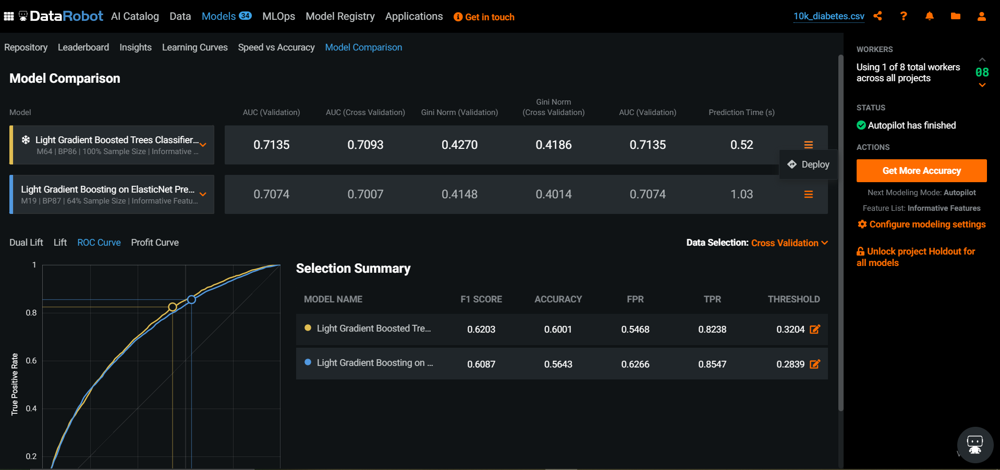 DataRobot AI Catalog Data Models 34 MLOps Model Registry Applications Get in touch 10k_diabetes.csv
Repository Leaderboard Insights Learning Curves Speed vs Accuracy Model Comparison
Model Comparison
Model AUC (Validation) AUC (Cross Validation) Gini Norm (Validation) Gini Norm (Cross Validation) AUC (Validation) Prediction Time (s)
Light Gradient Boosted Trees Classifier... 0.7135 0.7093 0.4270 0.4186 0.7135 0.52
M64 | BP86 | 100% Sample Size | Informative ...
Deploy
Light Gradient Boosting on ElasticNet Pre... 0.7074 0.7007 0.4148 0.4014 0.7074 1.03
M19 | BP87 | 64% Sample Size | Informative Featu...
Dual Lift Lift ROC Curve Profit Curve Data Selection: Cross Validation
1
0.8
0.6
0.4
0.2
True Positive Rate
Selection Summary
MODEL NAME F1 SCORE ACCURACY FPR TPR THRESHOLD
Light Gradient Boosted Tre... 0.6203 0.6001 0.5468 0.8238 0.3204
Light Gradient Boosting on ... 0.6087 0.5643 0.6266 0.8547 0.2839
WORKERS
Using 1 of 8 total workers
across all projects
08
STATUS
Autopilot has finished
ACTIONS
Get More Accuracy
Next Modeling Mode: Autopilot
Feature List: Informative Features
Configure modeling settings
Unlock project Holdout for
all models